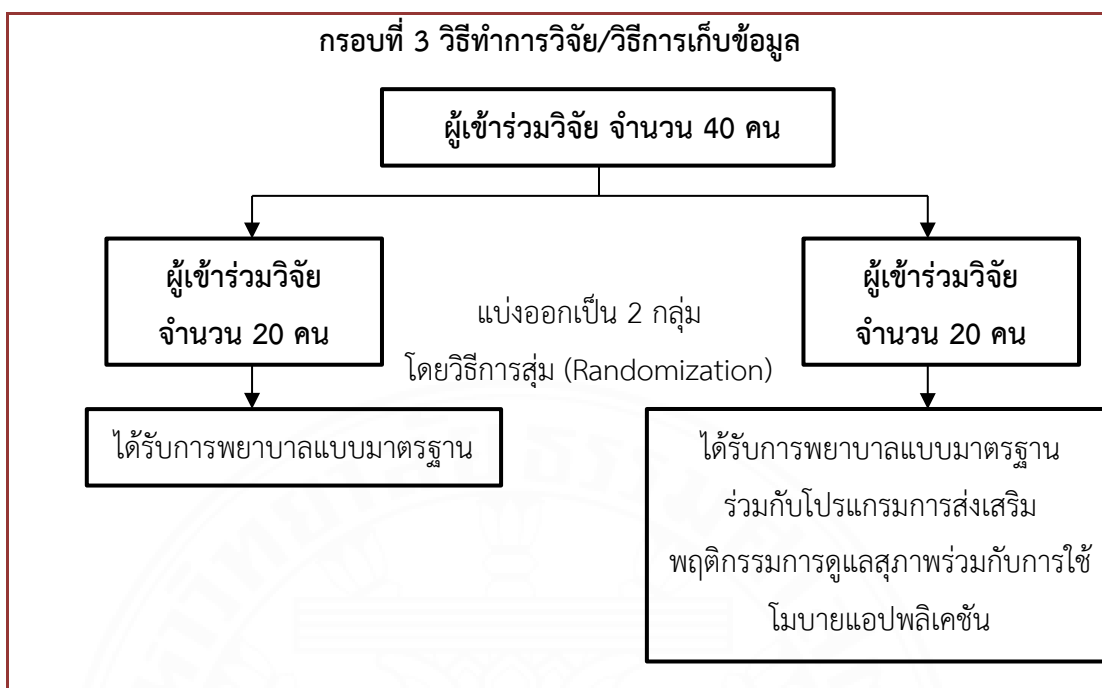 กรอบที่ 3 วิธีทำการวิจัย/วิธีการเก็บข้อมูล
ผู้เข้าร่วมวิจัย จำนวน 40 คน
ผู้เข้าร่วมวิจัย
จำนวน 20 คน
แบ่งออกเป็น 2 กลุ่ม
โดยวิธีการสุ่ม (Randomization)
ผู้เข้าร่วมวิจัย
จำนวน 20 คน
ได้รับการพยาบาลแบบมาตรฐาน
ได้รับการพยาบาลแบบมาตรฐาน
ร่วมกับโปรแกรมการส่งเสริม
พฤติกรรมการดูแลสุภาพร่วมกับการใช้
โมบายแอปพลิเคชัน